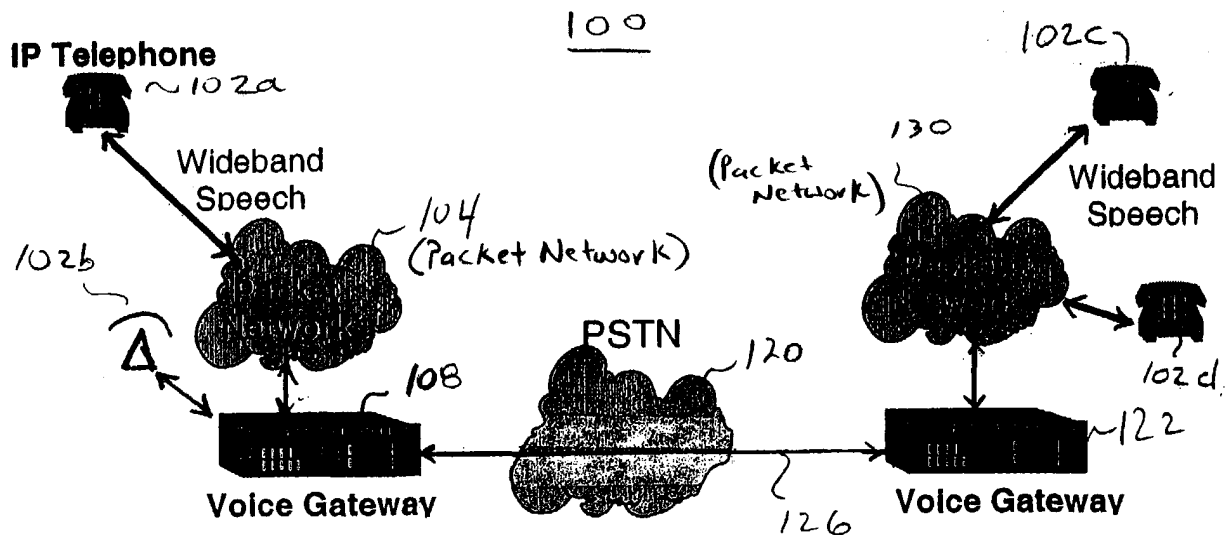 100
IP Telephone
~102a
102c
Wideband
Speech
130
(Packet
Network)
Wideband
Speech
104
(Packet Network)
102b
Network
PSTN
120
108
102d
122
Voice Gateway
126
Voice Gateway